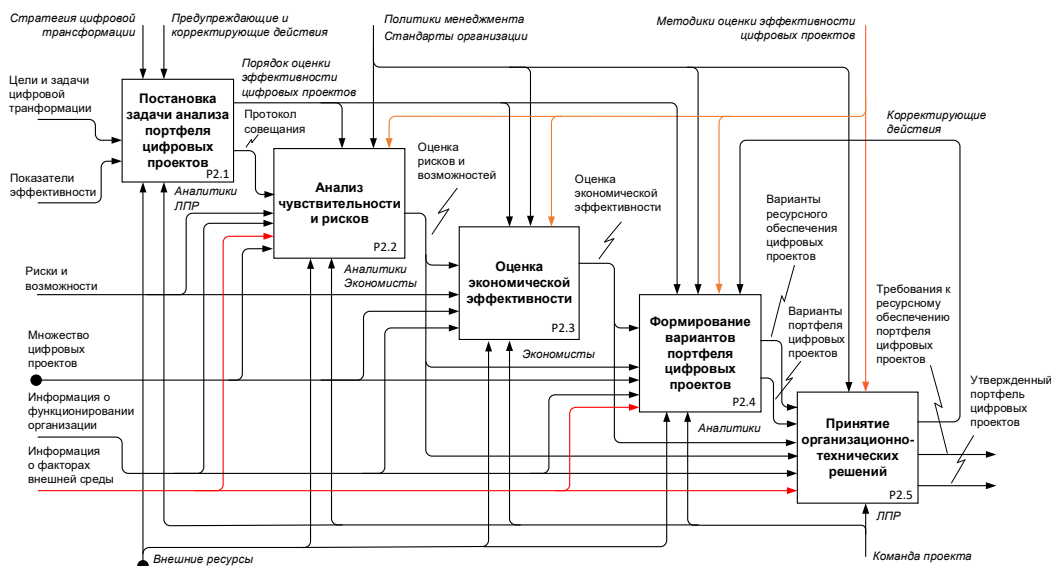 Стратегия цифровой
трансформации
Предупреждающие и
корректирующие действия
Политики менеджмента
Стандарты организации
Методики оценки эффективности
цифровых проектов
Цели и задачи
цифровой
транформации
Показатели
эффективности
Постановка
задачи анализа
портфеля
цифровых
проектов
P2.1
Порядок оценки
эффективности
цифровых проектов
Протокол
совещания
Аналитики
ЛПР
Анализ
чувствительности
и рисков
P2.2
Оценка
рисков и
возможностей
Аналитики
Экономисты
Оценка
экономической
эффективности
P2.3
Оценка
экономической
эффективности
Экономисты
Корректирующие
действия
Варианты
ресурсного
обеспечения
цифровых
проектов
Формирование
вариантов
портфеля
цифровых
проектов
P2.4
Варианты
портфеля
цифровых
проектов
Аналитики
Требования к
ресурсному
обеспечению
портфеля
цифровых
проектов
Утвержденный
портфель
цифровых
проектов
Принятие
организационно-
технических
решений
P2.5
ЛПР
Риски и
возможности
Множество
цифровых
проектов
Информация о
функционировании
организации
Информация
о факторах
внешней среды
Внешние ресурсы
Команда проекта